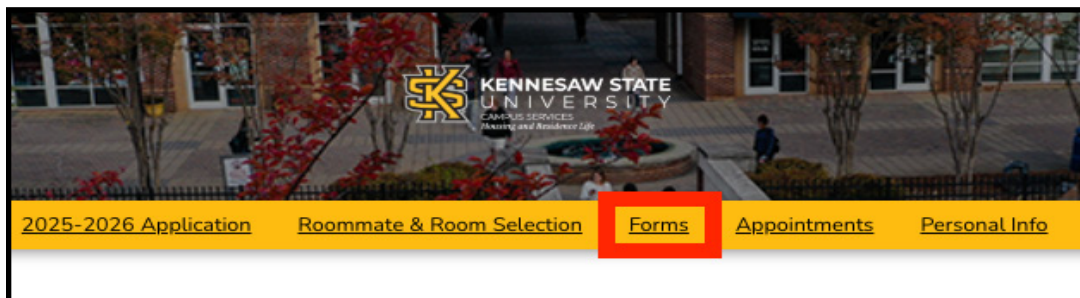 KENNESAW STATE
UNIVERSITY
CAMPUS SERVICES
Housing and Residence Life
2025-2026 Application Roommate & Room Selection Forms Appointments Personal Info